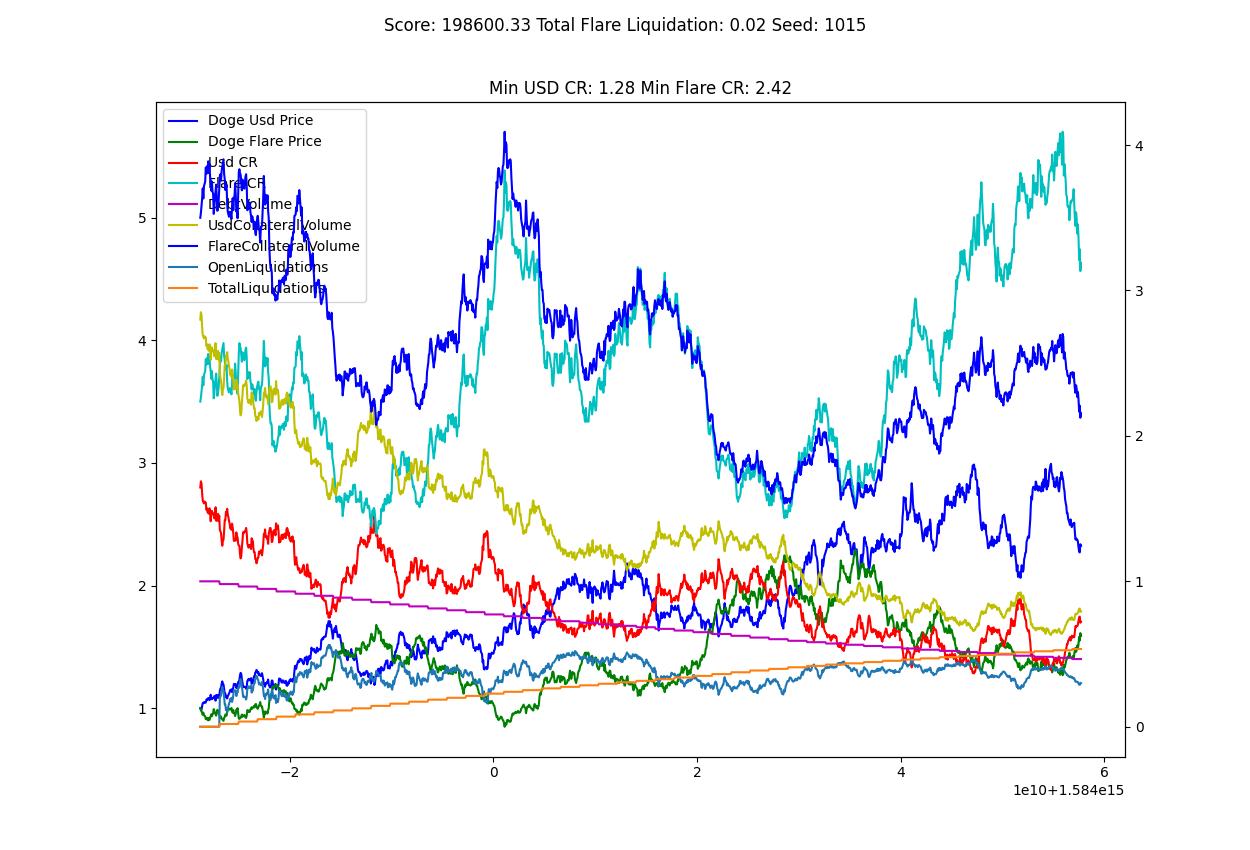 Score: 198600.33 Total Flare Liquidation: 0.02 Seed: 1015
Min USD CR: 1.28 Min Flare CR: 2.42
Doge Usd Price
Doge Flare Price
Usd CR
Flare CR
DebtVolume
UsdCollateralVolume
FlareCollateralVolume
OpenLiquidations
TotalLiquidations
5
4
3
2
1
4
3
2
1
0
−2
0
2
4
6
1e10+1.584e15